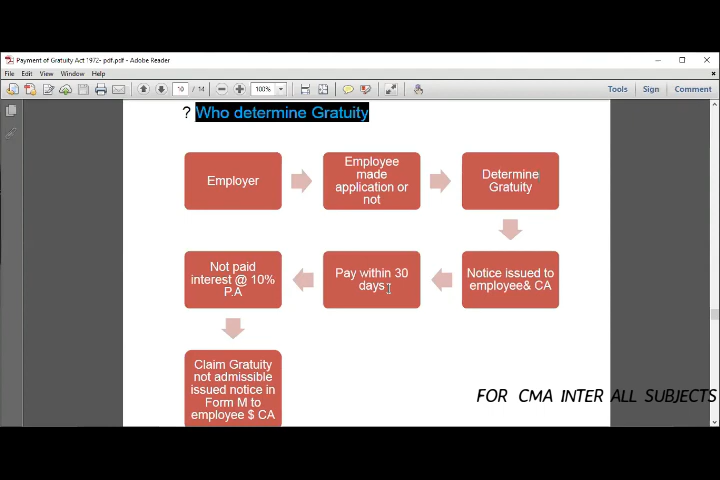 Payment of Gratuity Act 1972- pdf.pdf - Adobe Reader
File Edit View Window Help
10 / 14 100% Tools Sign Comment
? Who determine Gratuity
Employer
Employee
made
application or
not
Determine
Gratuity
Notice issued to
employee& CA
Pay within 30
days
Not paid
interest @ 10%
P.A
Claim Gratuity
not admissible
issued notice in
Form M to
employee $ CA
FOR CMA INTER ALL SUBJECTS